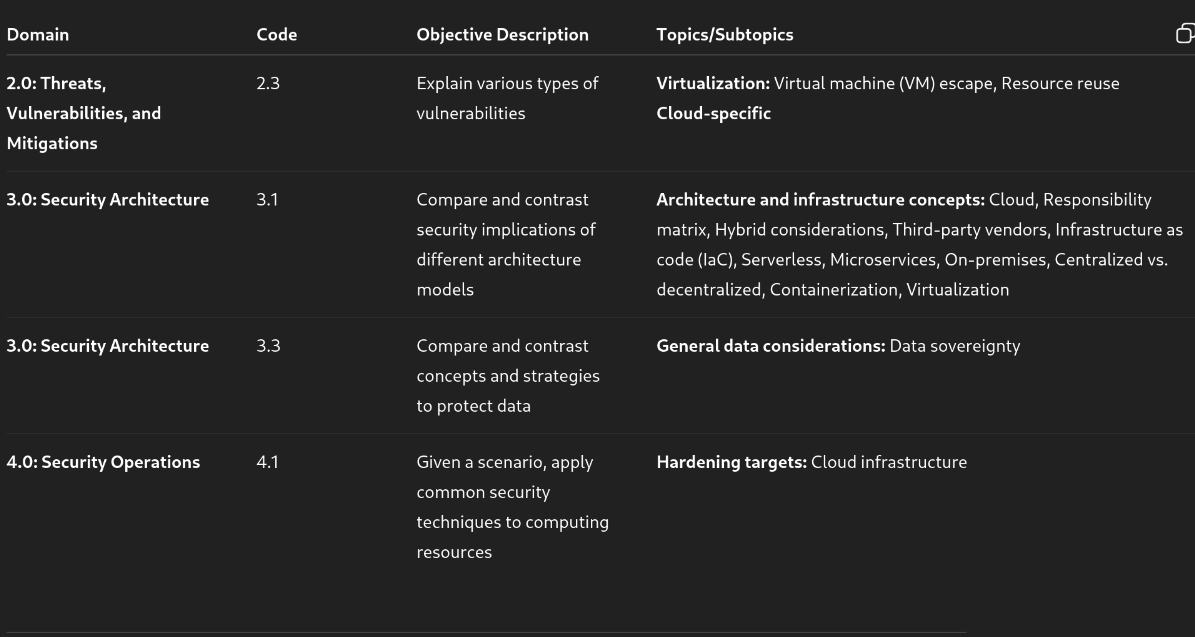 Domain Code Objective Description Topics/Subtopics
2.0: Threats, 2.3 Explain various types of Virtualization: Virtual machine (VM) escape, Resource reuse
Vulnerabilities, and vulnerabilities Cloud-specific
Mitigations
3.0: Security Architecture 3.1 Compare and contrast Architecture and infrastructure concepts: Cloud, Responsibility
security implications of matrix, Hybrid considerations, Third-party vendors, Infrastructure as
different architecture code (IaC), Serverless, Microservices, On-premises, Centralized vs.
models decentralized, Containerization, Virtualization
3.0: Security Architecture 3.3 Compare and contrast General data considerations: Data sovereignty
concepts and strategies
to protect data
4.0: Security Operations 4.1 Given a scenario, apply Hardening targets: Cloud infrastructure
common security
techniques to computing
resources